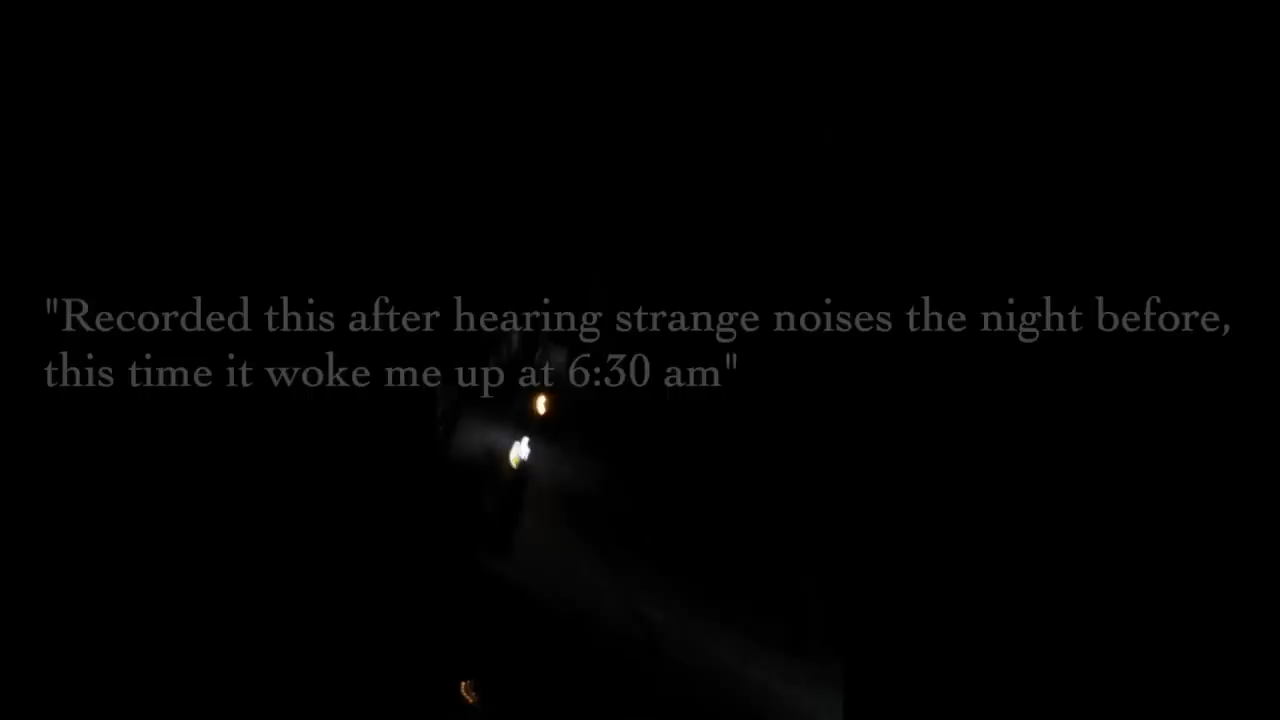 "Recorded this after hearing strange noises the night before,
this time it woke me up at 6:30 am"